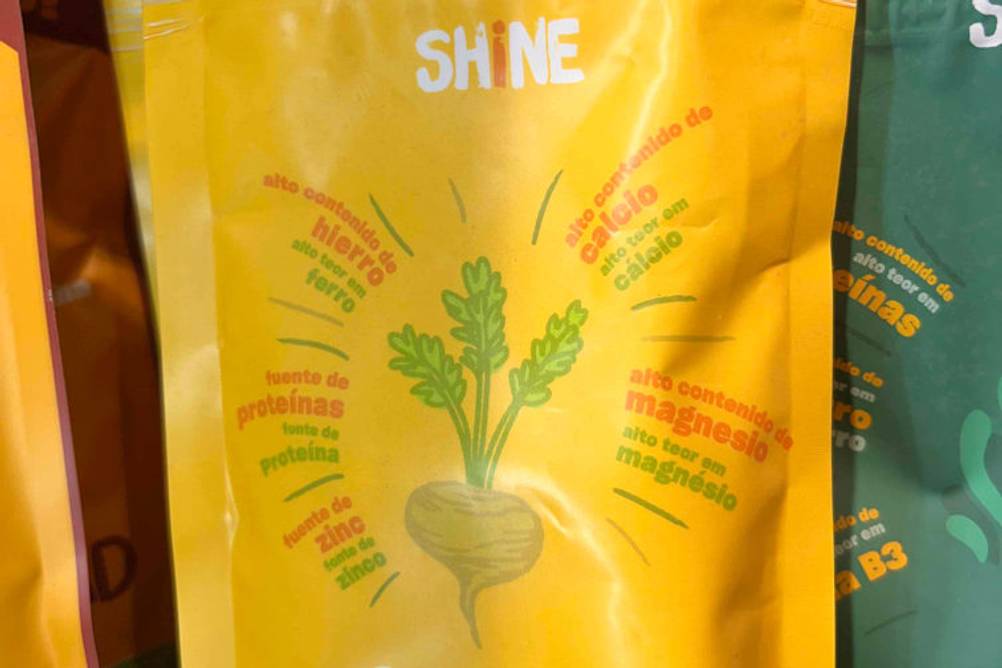 SHiNE
alto contenido de
hierro
alto teor em
ferro
alto contenido de
calcio
alto teor em
cálcio
fuente de
proteínas
fonte de
Proteína
alto contenido de
magnesio
alto teor em
magnésio
fuente de
zinc
fonte de
zinco
alto contenido de
alto teor em
B3